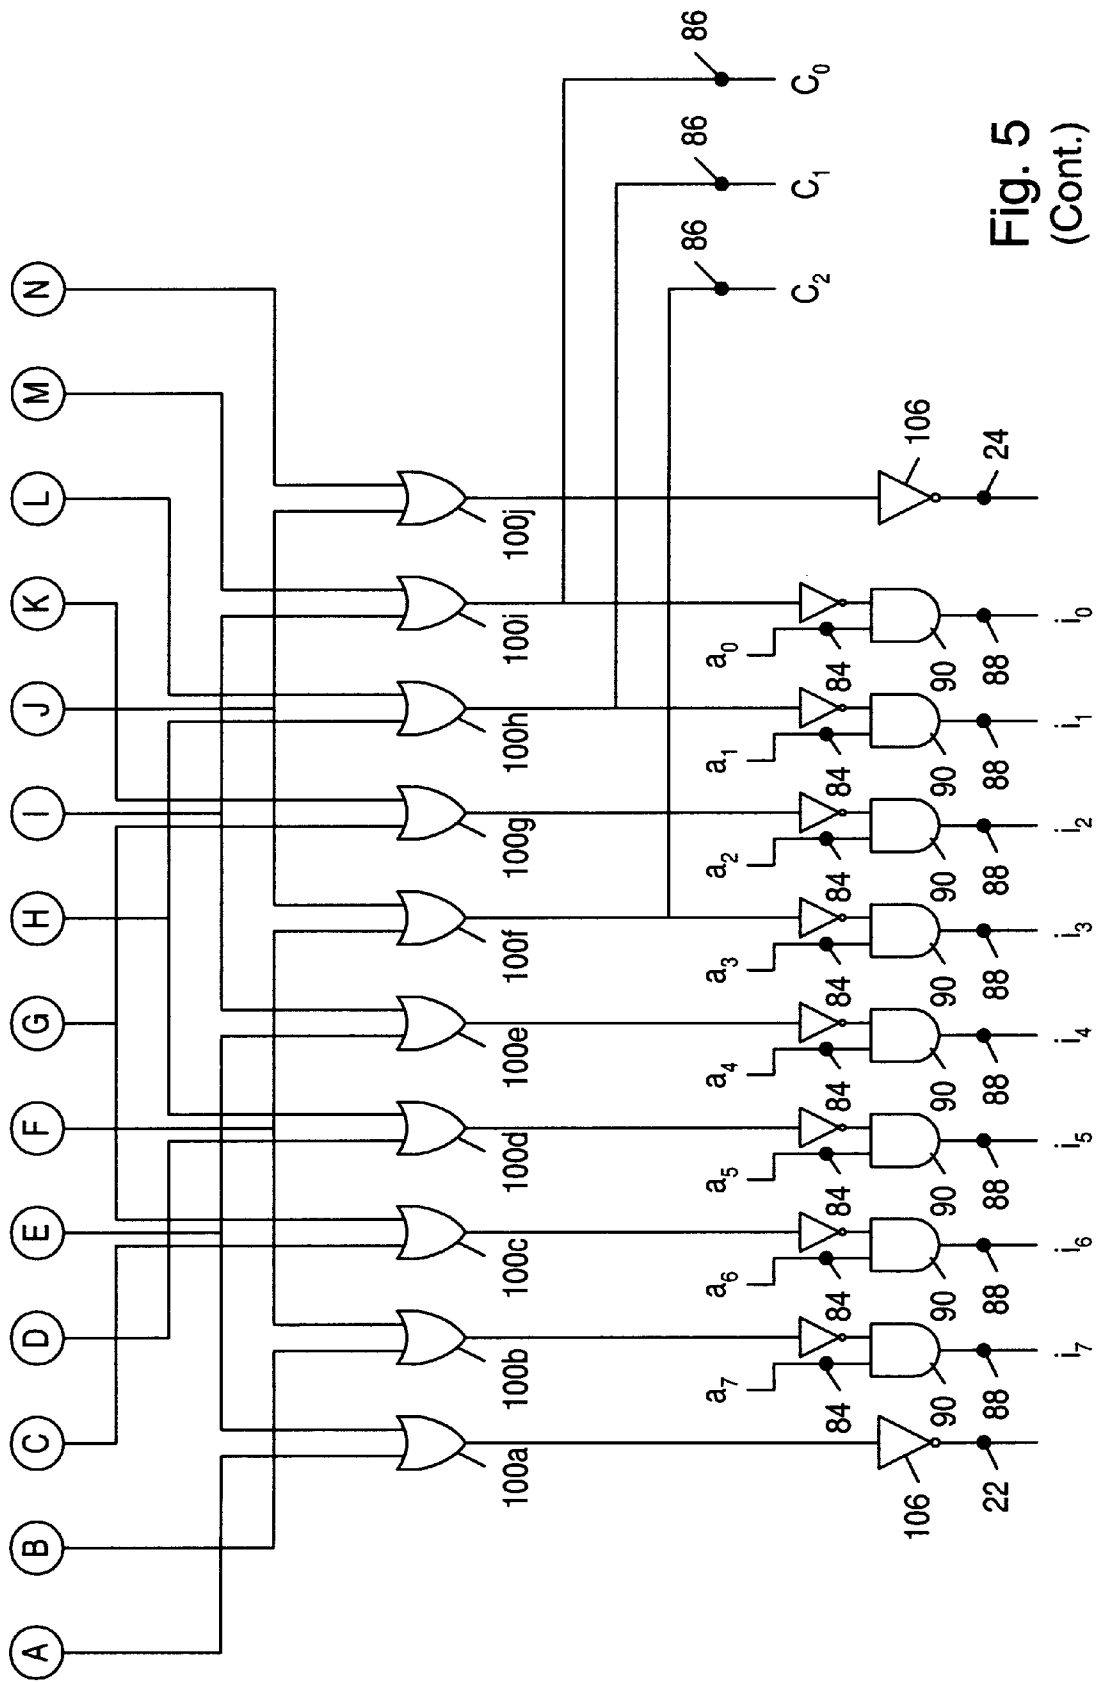 A B C D E F G H I J K L M N
100a 100b 100c 100d 100e 100f 100g 100h 100i 100j
86 86 86
C₂ C₁ C₀
a₇ a₆ a₅ a₄ a₃ a₂ a₁ a₀
84 84 84 84 84 84 84 84
106 90 90 90 90 90 90 90 90 106
22 88 88 88 88 88 88 88 88 24
i₇ i₆ i₅ i₄ i₃ i₂ i₁ i₀
Fig. 5
(Cont.)